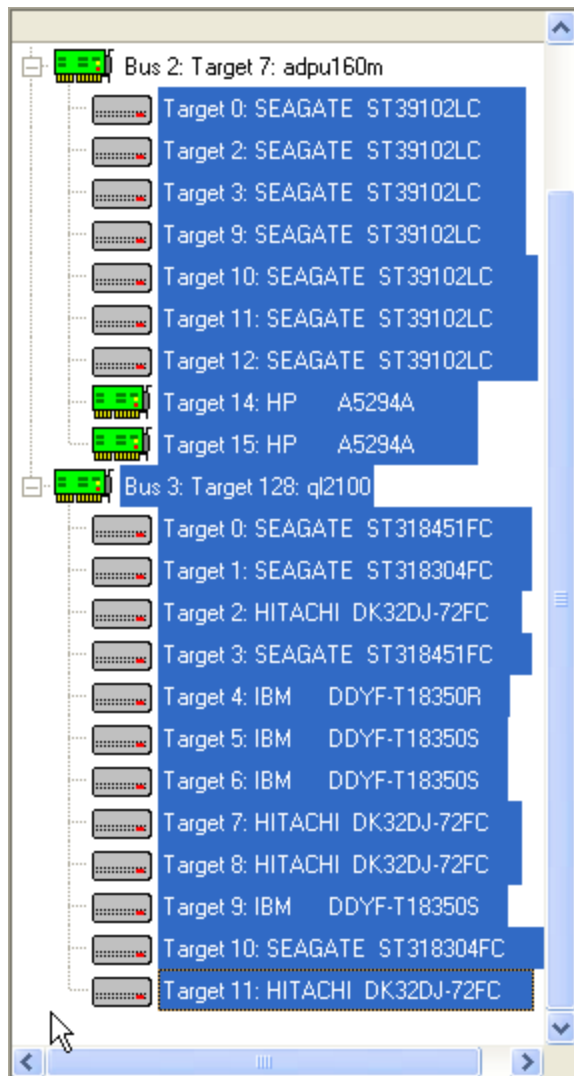 Bus 2: Target 7: adpu160m
Target 0: SEAGATE ST39102LC
Target 2: SEAGATE ST39102LC
Target 3: SEAGATE ST39102LC
Target 9: SEAGATE ST39102LC
Target 10: SEAGATE ST39102LC
Target 11: SEAGATE ST39102LC
Target 12: SEAGATE ST39102LC
Target 14: HP A5294A
Target 15: HP A5294A
Bus 3: Target 128: ql2100
Target 0: SEAGATE ST318451FC
Target 1: SEAGATE ST318304FC
Target 2: HITACHI DK32DJ-72FC
Target 3: SEAGATE ST318451FC
Target 4: IBM DDYF-T18350R
Target 5: IBM DDYF-T18350S
Target 6: IBM DDYF-T18350S
Target 7: HITACHI DK32DJ-72FC
Target 8: HITACHI DK32DJ-72FC
Target 9: IBM DDYF-T18350S
Target 10: SEAGATE ST318304FC
Target 11: HITACHI DK32DJ-72FC